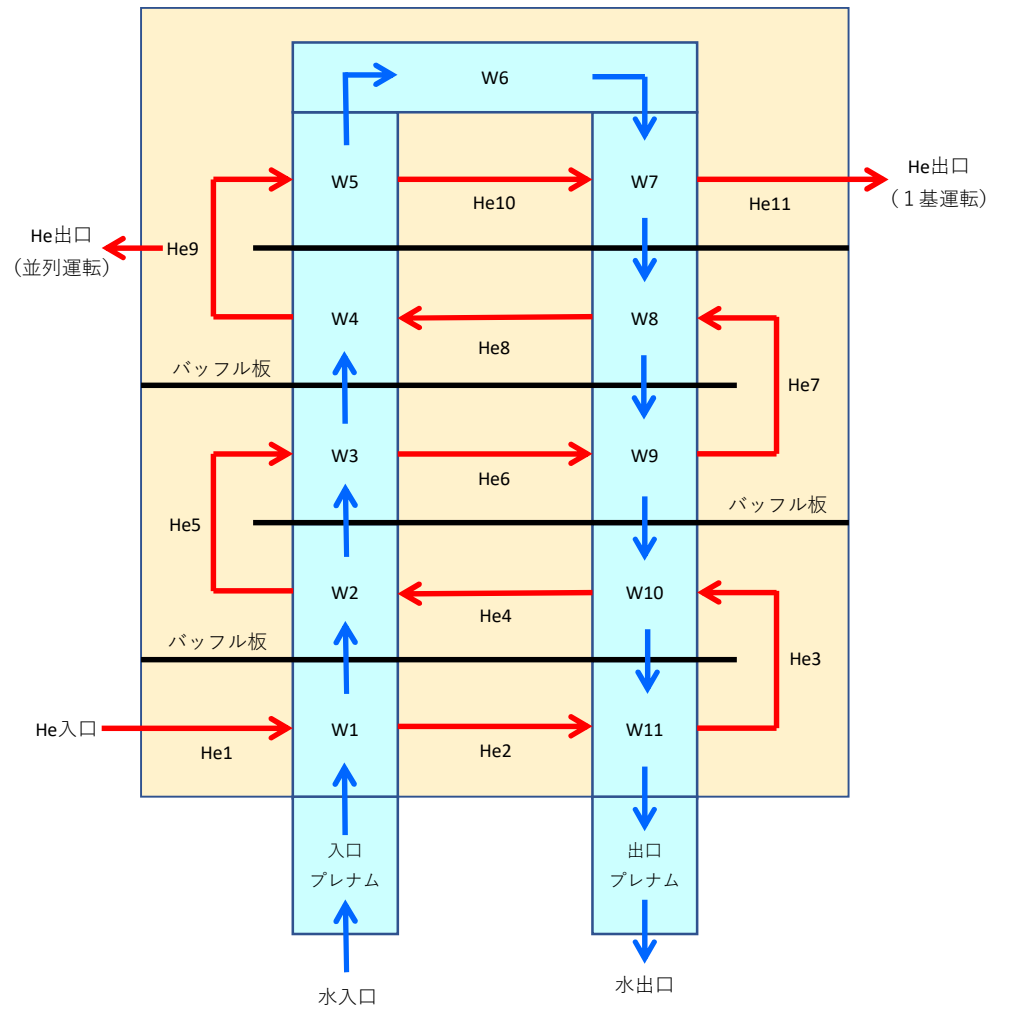 W6
W5
He10
W7
He11
He出口
（１基運転）
He出口
（並列運転）
He9
W4
He8
W8
バッフル板
He7
W3
He6
W9
バッフル板
He5
W2
He4
W10
バッフル板
He3
He入口
He1
W1
He2
W11
入口
プレナム
出口
プレナム
水入口
水出口